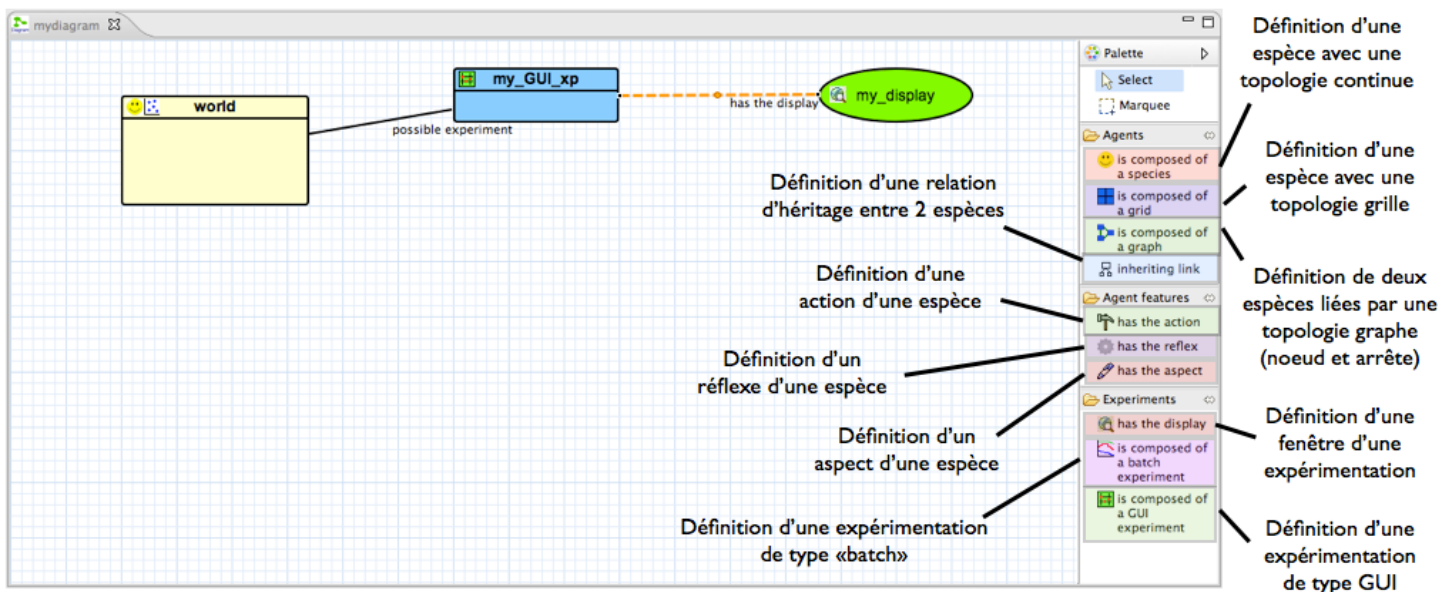 mydiagram
Diagram
world
possible experiment
my_GUI_xp
has the display
my_display
Palette
Select
Marquee
Agents
is composed of
a species
is composed of
a grid
is composed of
a graph
inheriting link
Agent features
has the action
has the reflex
has the aspect
Experiments
has the display
is composed of
a batch
experiment
is composed of
a GUI
experiment
Définition d'une relation
d'héritage entre 2 espèces
Définition d'une
action d'une espèce
Définition d'un
réflexe d'une espèce
Définition d'un
aspect d'une espèce
Définition d'une expérimentation
de type «batch»
Définition d'une
espèce avec une
topologie continue
Définition d'une
espèce avec une
topologie grille
Définition de deux
espèces liées par une
topologie graphe
(noeud et arrête)
Définition d'une
fenêtre d'une
expérimentation
Définition d'une
expérimentation
de type GUI